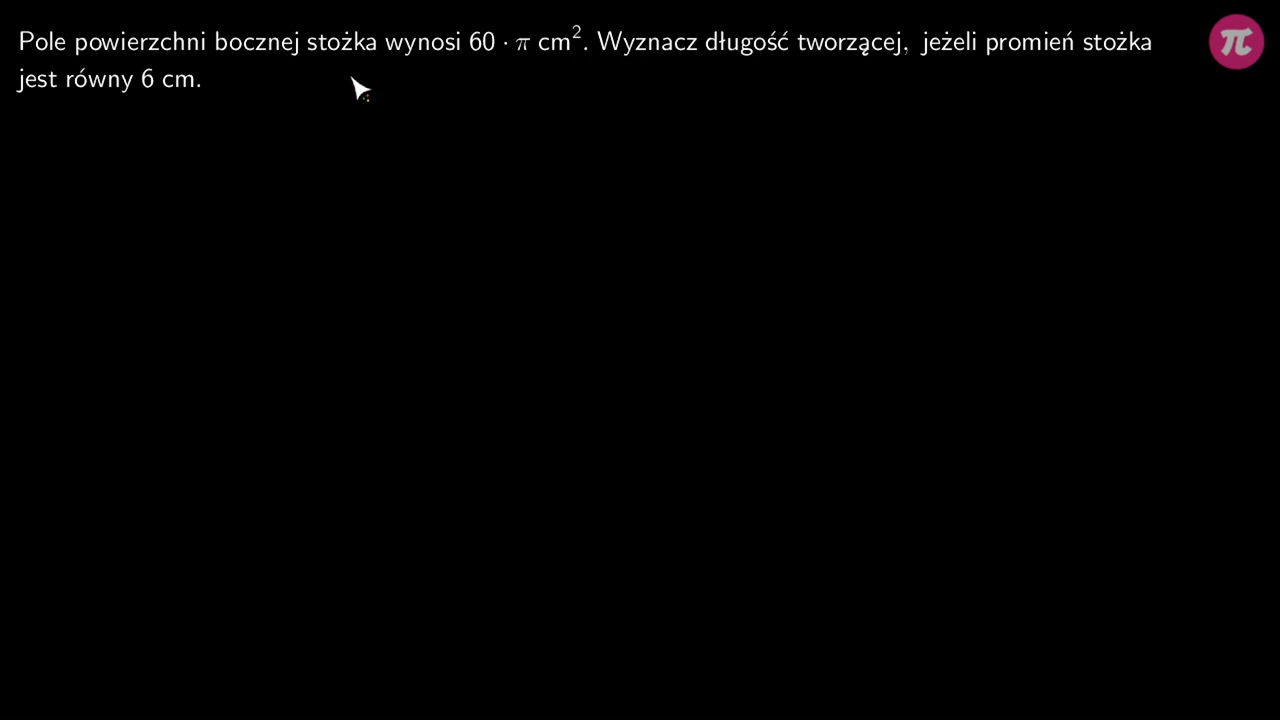 Pole powierzchni bocznej stożka wynosi 60 · π cm². Wyznacz długość tworzącej, jeżeli promień stożka
jest równy 6 cm.
π